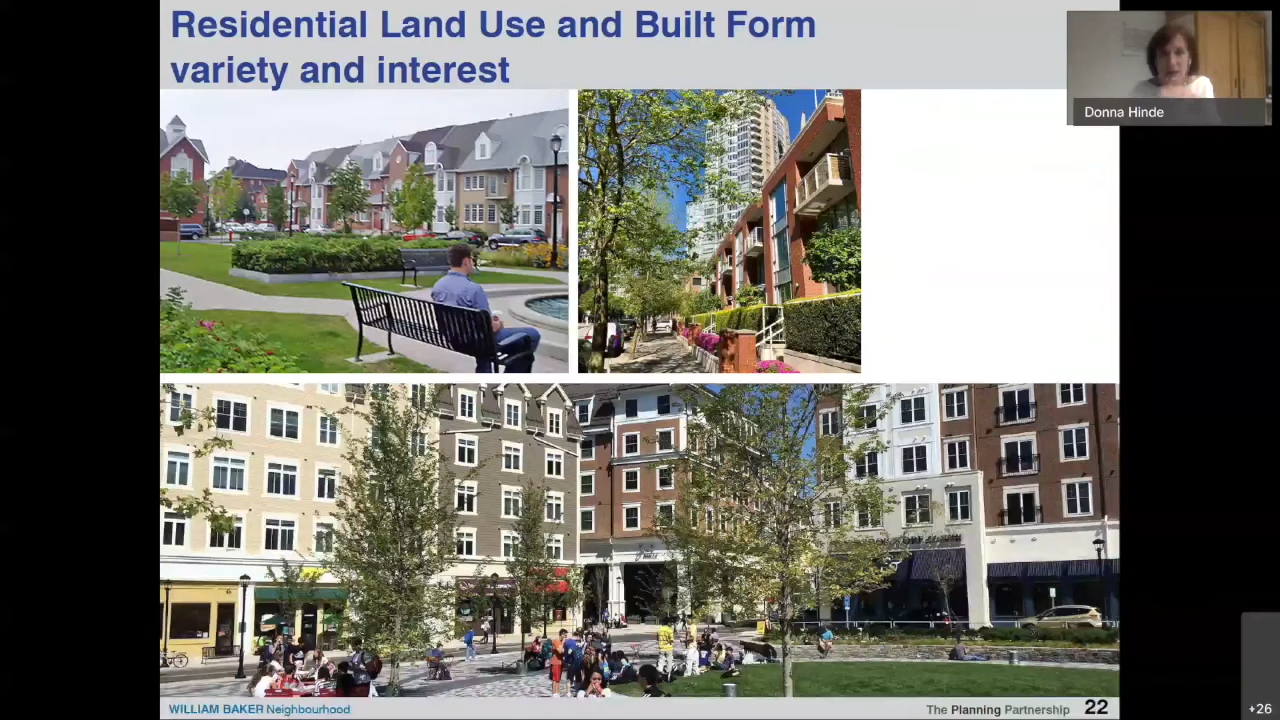 Residential Land Use and Built Form
variety and interest
Donna Hinde
WILLIAM BAKER Neighbourhood
The Planning Partnership 22
+26